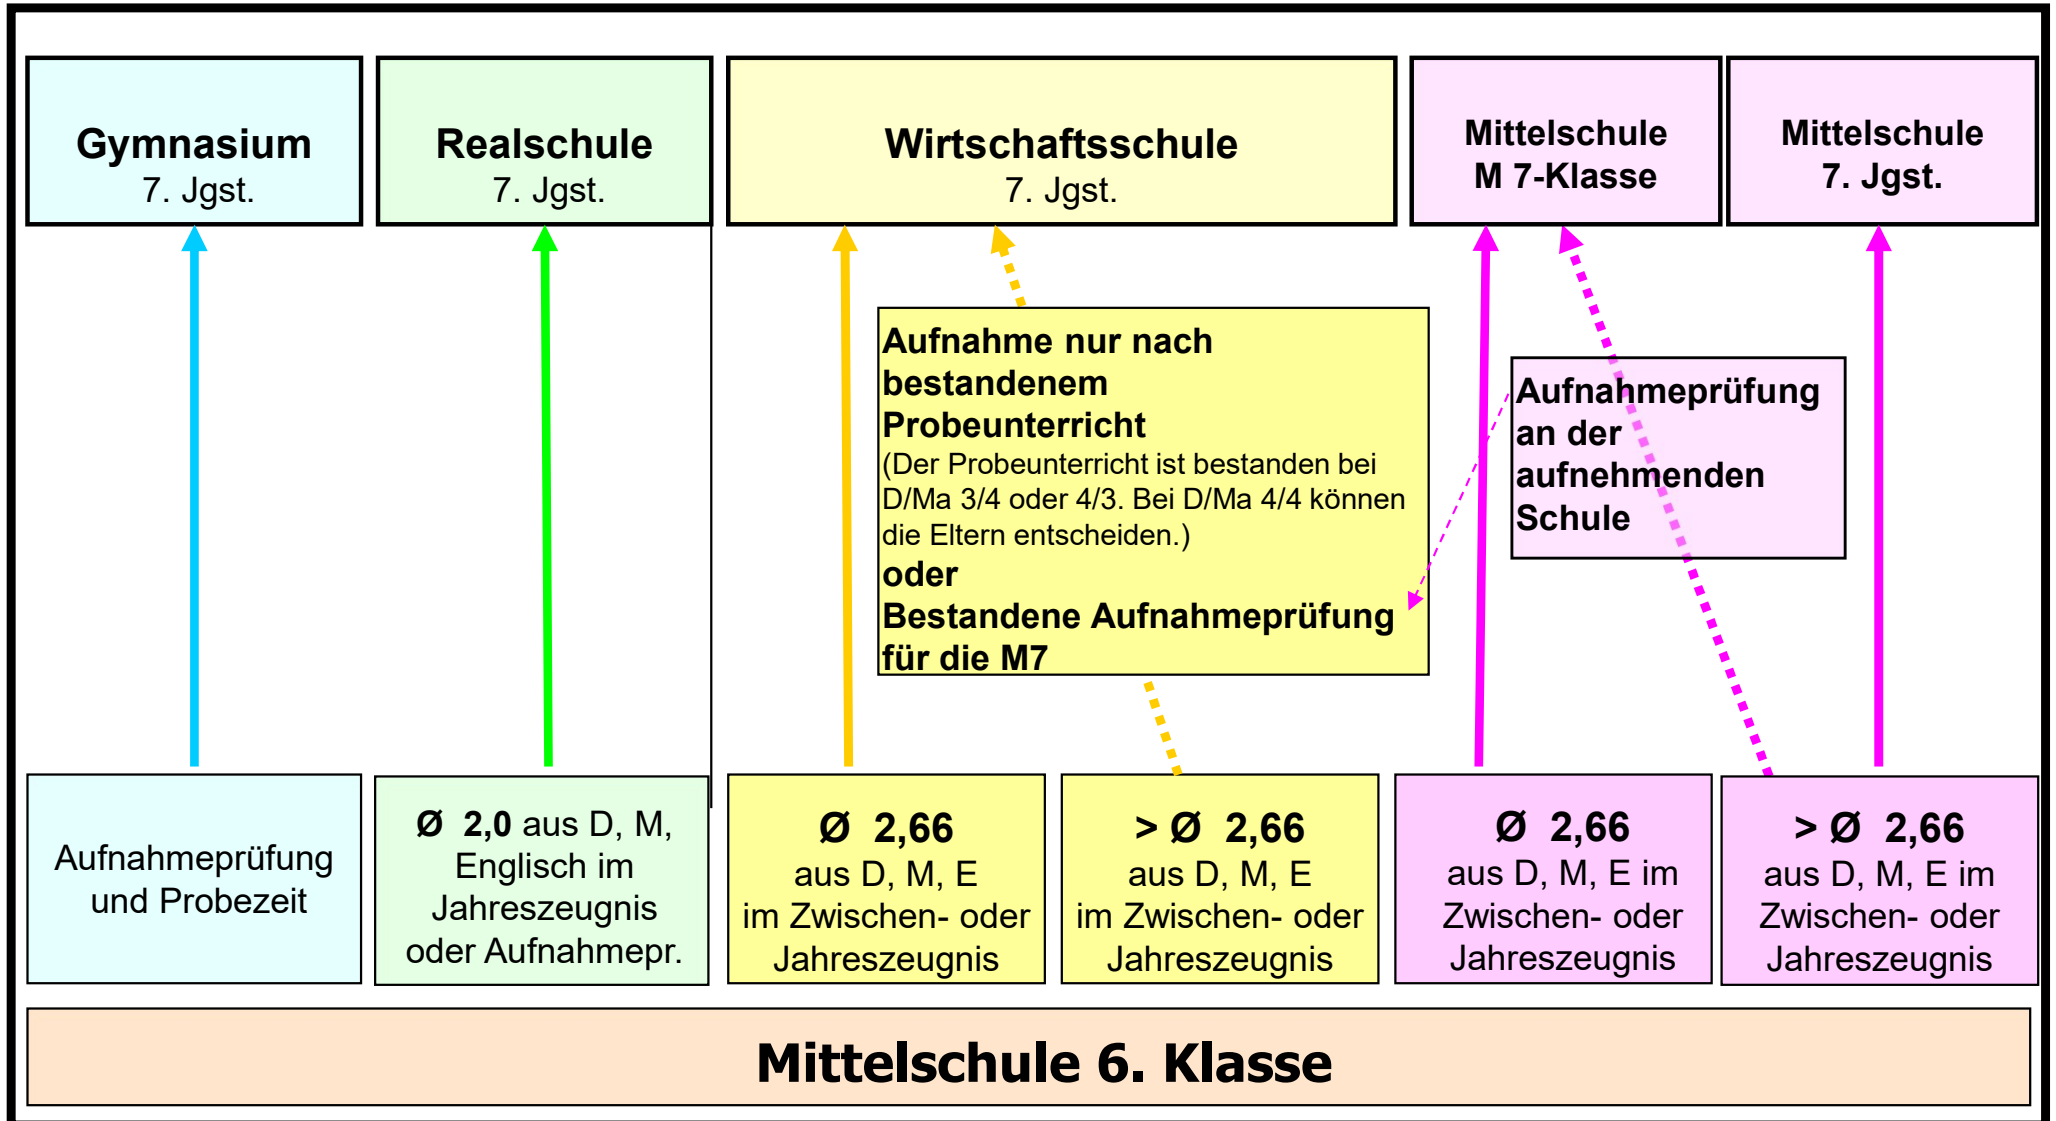 Gymnasium
7. Jgst.
Realschule
7. Jgst.
Wirtschaftsschule
7. Jgst.
Mittelschule
M 7-Klasse
Mittelschule
7. Jgst.
Aufnahme nur nach
bestandenem
Probeunterricht
(Der Probeunterricht ist bestanden bei
D/Ma 3/4 oder 4/3. Bei D/Ma 4/4 können
die Eltern entscheiden.)
oder
Bestandene Aufnahmeprüfung
für die M7
Aufnahmeprüfung
an der
aufnehmenden
Schule
Aufnahmeprüfung
und Probezeit
Ø 2,0 aus D, M,
Englisch im
Jahreszeugnis
oder Aufnahmepr.
Ø 2,66
aus D, M, E
im Zwischen- oder
Jahreszeugnis
> Ø 2,66
aus D, M, E
im Zwischen- oder
Jahreszeugnis
Ø 2,66
aus D, M, E im
Zwischen- oder
Jahreszeugnis
> Ø 2,66
aus D, M, E im
Zwischen- oder
Jahreszeugnis
Mittelschule 6. Klasse